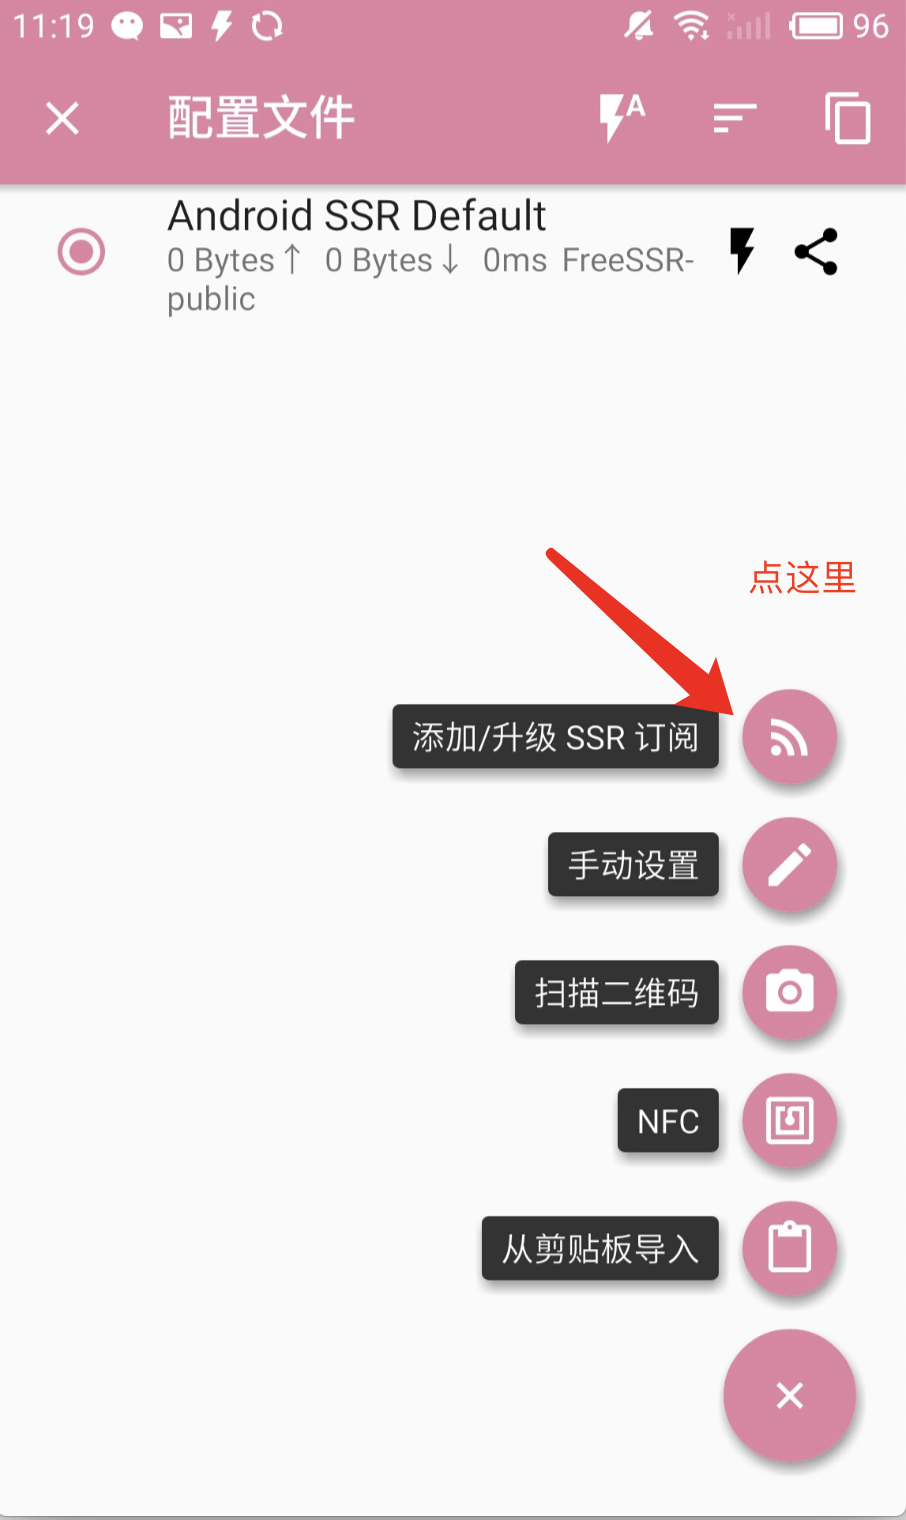 11:19 96
配置文件
A
Android SSR Default
0 Bytes↑ 0 Bytes↓ 0ms FreeSSR-
public
点这里
添加/升级 SSR 订阅
手动设置
扫描二维码
NFC
从剪贴板导入